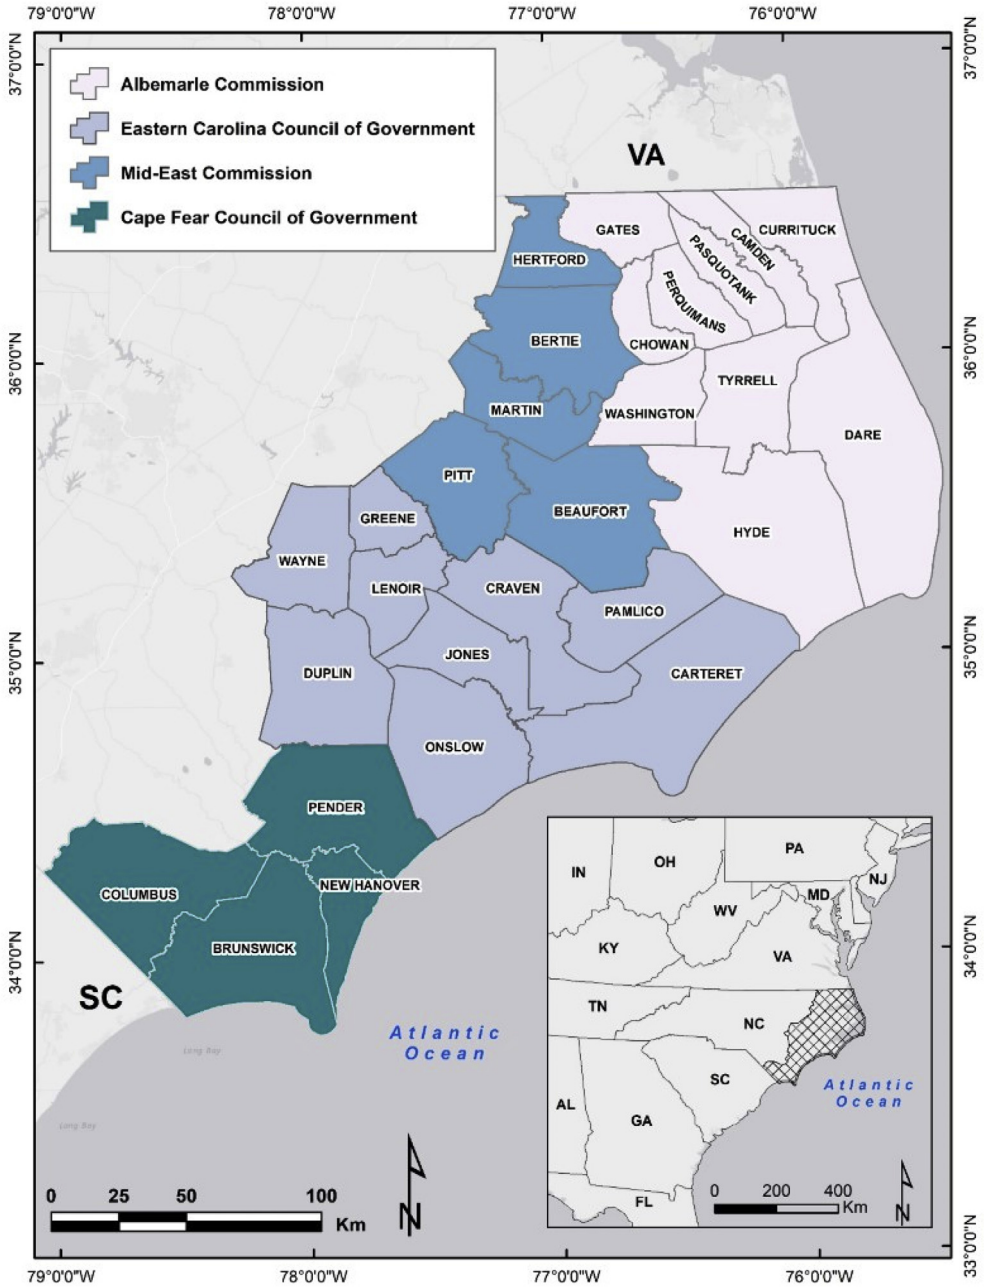 79°0'0"W
78°0'0"W
77°0'0"W
76°0'0"W
37°0'0"N
37°0'0"N
Albemarle Commission
Eastern Carolina Council of Government
Mid-East Commission
Cape Fear Council of Government
VA
GATES
CURRITUCK
CAMDEN
PASQUOTANK
HERTFORD
PERQUIMANS
BERTIE
CHOWAN
36°0'0"N
36°0'0"N
TYRRELL
MARTIN
WASHINGTON
DARE
PITT
BEAUFORT
GREENE
HYDE
WAYNE
LENOIR
CRAVEN
PAMLICO
35°0'0"N
35°0'0"N
JONES
DUPLIN
CARTERET
ONSLOW
PENDER
COLUMBUS
NEW HANOVER
BRUNSWICK
34°0'0"N
34°0'0"N
SC
Atlantic
Ocean
Long Bay
Long Bay
0 25 50 100
Km
N
PA
OH
IN
NJ
MD
WV
KY
VA
TN
NC
SC
Atlantic
Ocean
AL
GA
FL
0 200 400
Km
N
33°0'0"N
79°0'0"W
78°0'0"W
77°0'0"W
76°0'0"W